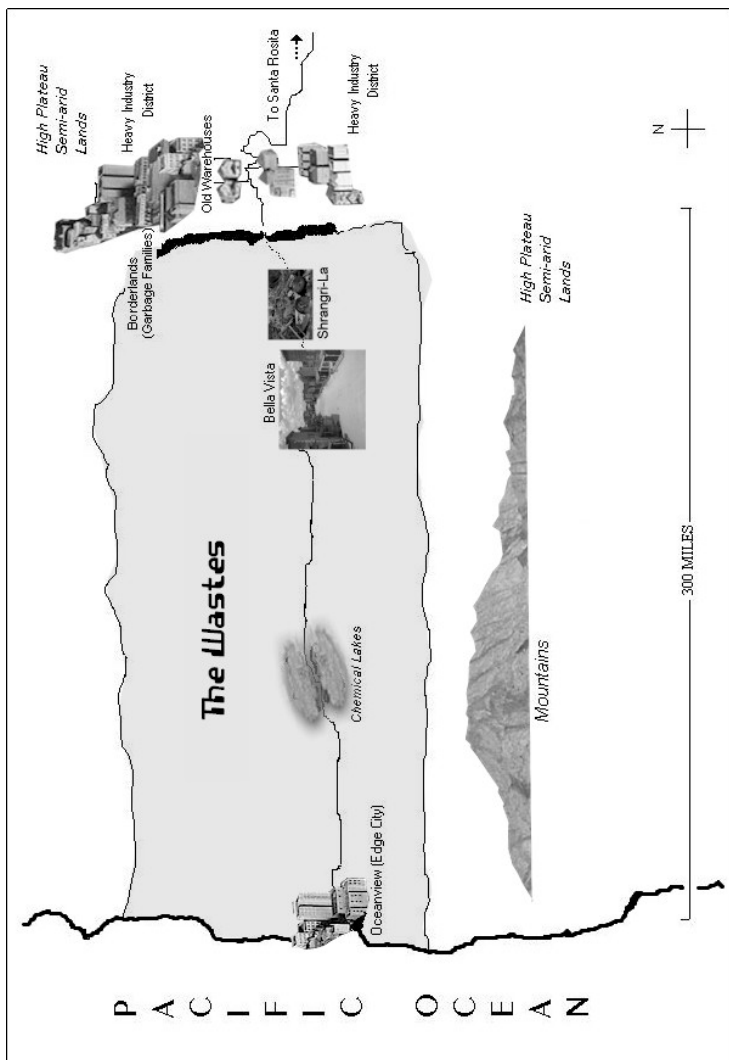 High Plateau
Semi-arid
Lands
Heavy Industry
District
Old Warehouses
To Santa Rosita
Heavy Industry
District
N
Borderlands
(Garbage Families)
Shrangri-La
Bella Vista
High Plateau
Semi-arid
Lands
The Wastes
Chemical Lakes
Mountains
300 MILES
Oceanview (Edge City)
PACIFIC OCEAN